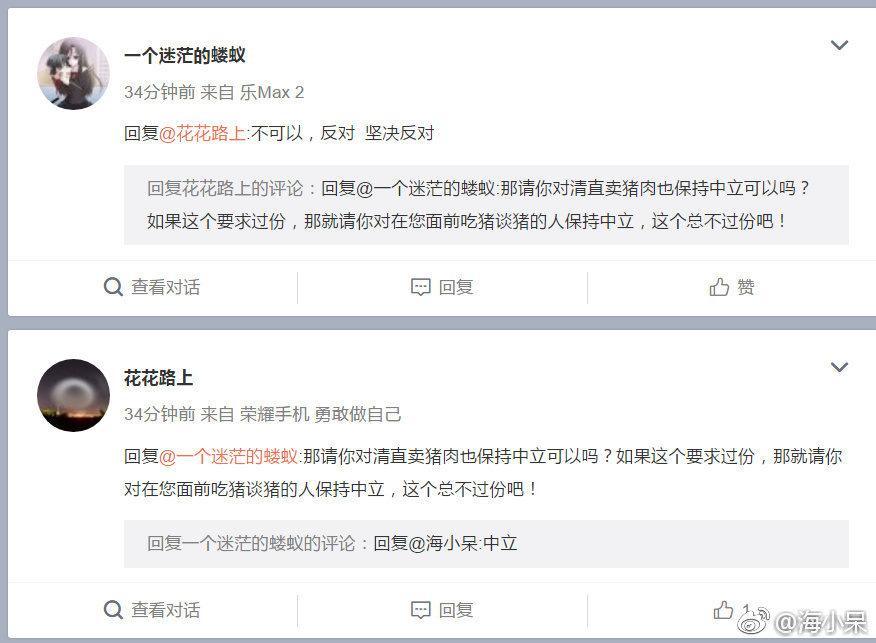 一个迷茫的蝼蚁
34分钟前 来自 乐Max 2
回复@花花路上:不可以，反对  坚决反对
回复花花路上的评论：回复@一个迷茫的蝼蚁:那请你对清直卖猪肉也保持中立可以吗？
如果这个要求过份，那就请你对在您面前吃猪谈猪的人保持中立，这个总不过份吧！
查看对话
回复
赞
花花路上
34分钟前 来自 荣耀手机 勇敢做自己
回复@一个迷茫的蝼蚁:那请你对清直卖猪肉也保持中立可以吗？如果这个要求过份，那就请你
对在您面前吃猪谈猪的人保持中立，这个总不过份吧！
回复一个迷茫的蝼蚁的评论：回复@海小呆:中立
查看对话
回复
1
@海小呆